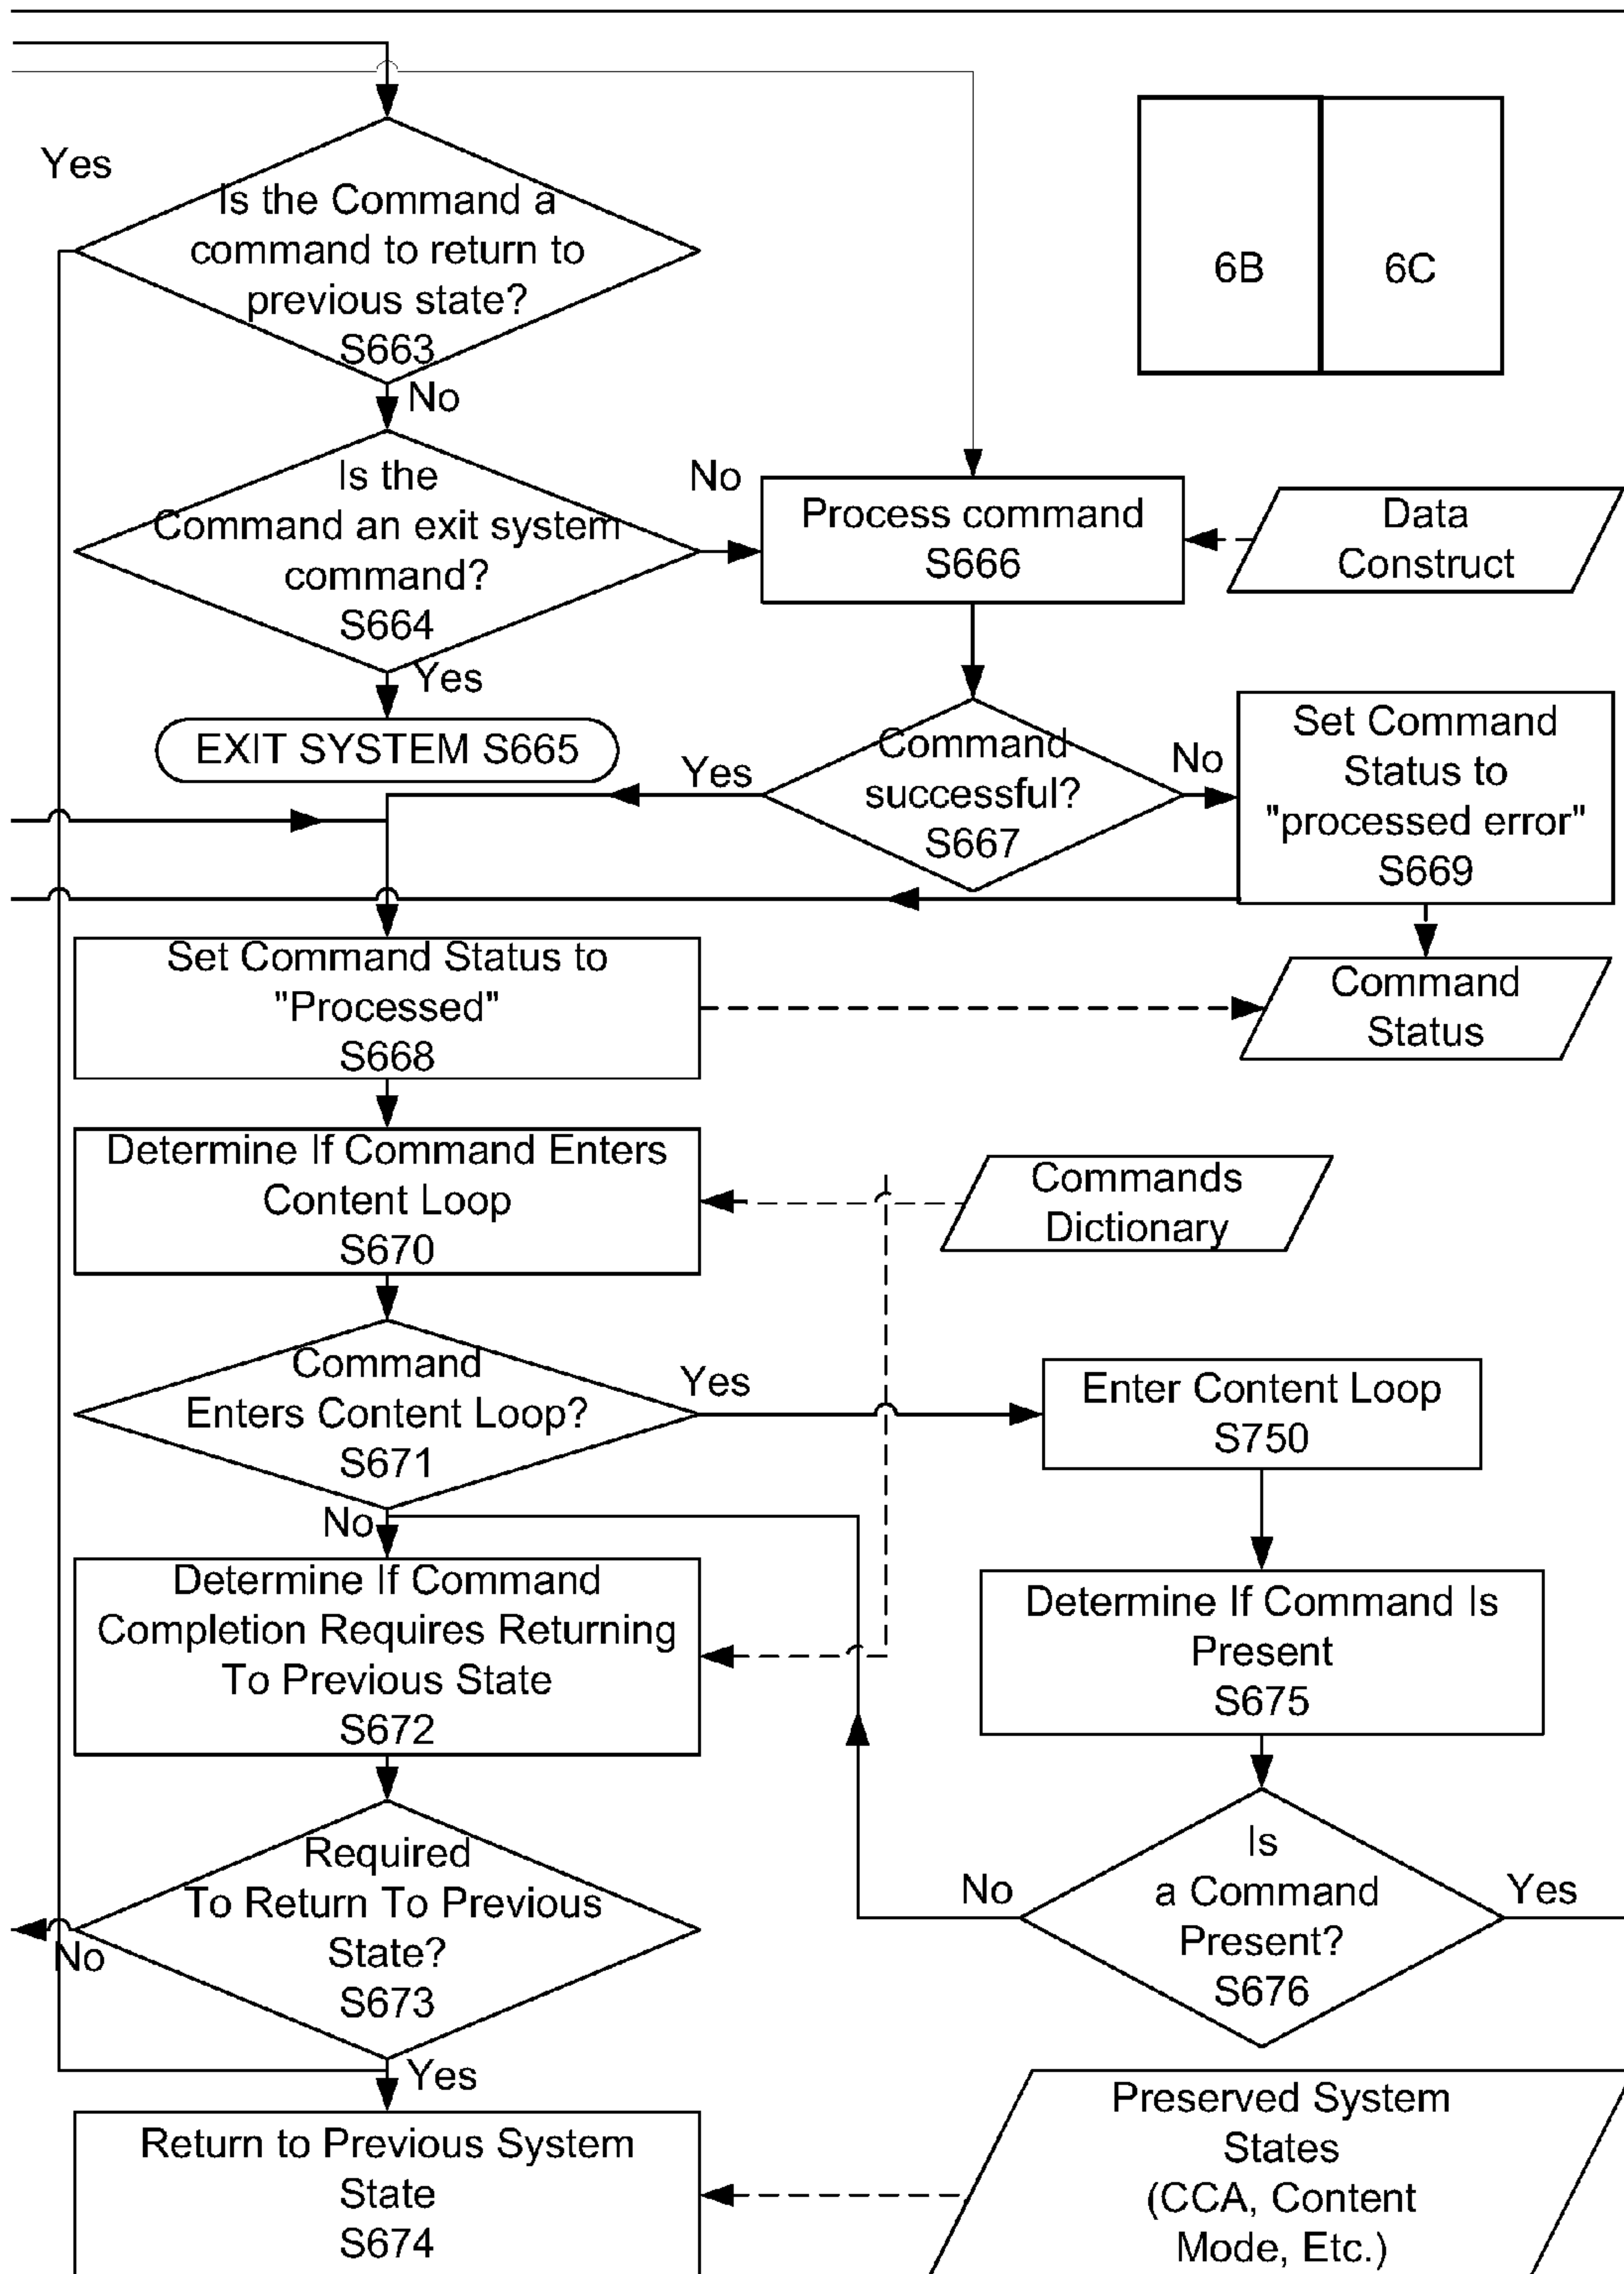 Yes
Is the Command a
command to return to
previous state?
S663
6B
6C
No
Is the
Command an exit system
command?
S664
No
Process command
S666
Data
Construct
Yes
EXIT SYSTEM S665
Yes
Command
successful?
S667
No
Set Command
Status to
"processed error"
S669
Set Command Status to
"Processed"
S668
Command
Status
Determine If Command Enters
Content Loop
S670
Commands
Dictionary
Command
Enters Content Loop?
S671
Yes
Enter Content Loop
S750
No
Determine If Command
Completion Requires Returning
To Previous State
S672
Determine If Command Is
Present
S675
Required
To Return To Previous
State?
S673
No
No
Is
a Command
Present?
S676
Yes
Yes
Return to Previous System
State
S674
Preserved System
States
(CCA, Content
Mode, Etc.)